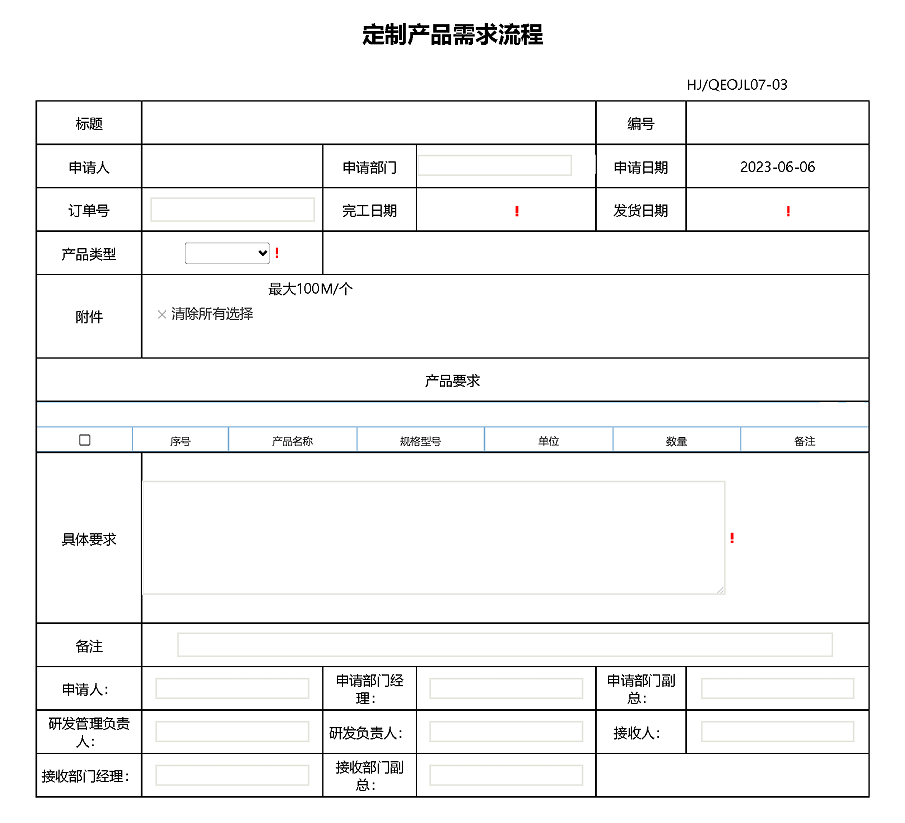 定制产品需求流程
HJ/QEOJL07-03
标题
编号
申请人
申请部门
申请日期
2023-06-06
订单号
完工日期
!
发货日期
!
产品类型
!
附件
最大100M/个
×清除所有选择
产品要求
序号
产品名称
规格型号
单位
数量
备注
具体要求
!
备注
申请人：
申请部门经
理：
申请部门副
总：
研发管理负责
人：
研发负责人：
接收人：
接收部门经理：
接收部门副
总：